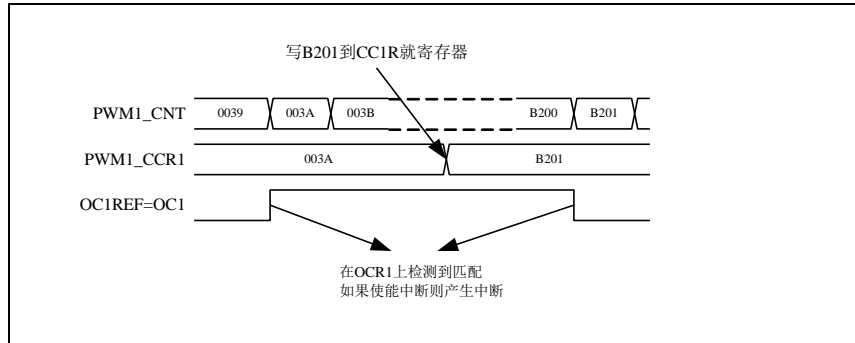 写B201到CC1R就寄存器
PWM1_CNT 0039 003A 003B B200 B201
PWM1_CCR1 003A B201
OC1REF=OC1
在OCR1上检测到匹配
如果使能中断则产生中断